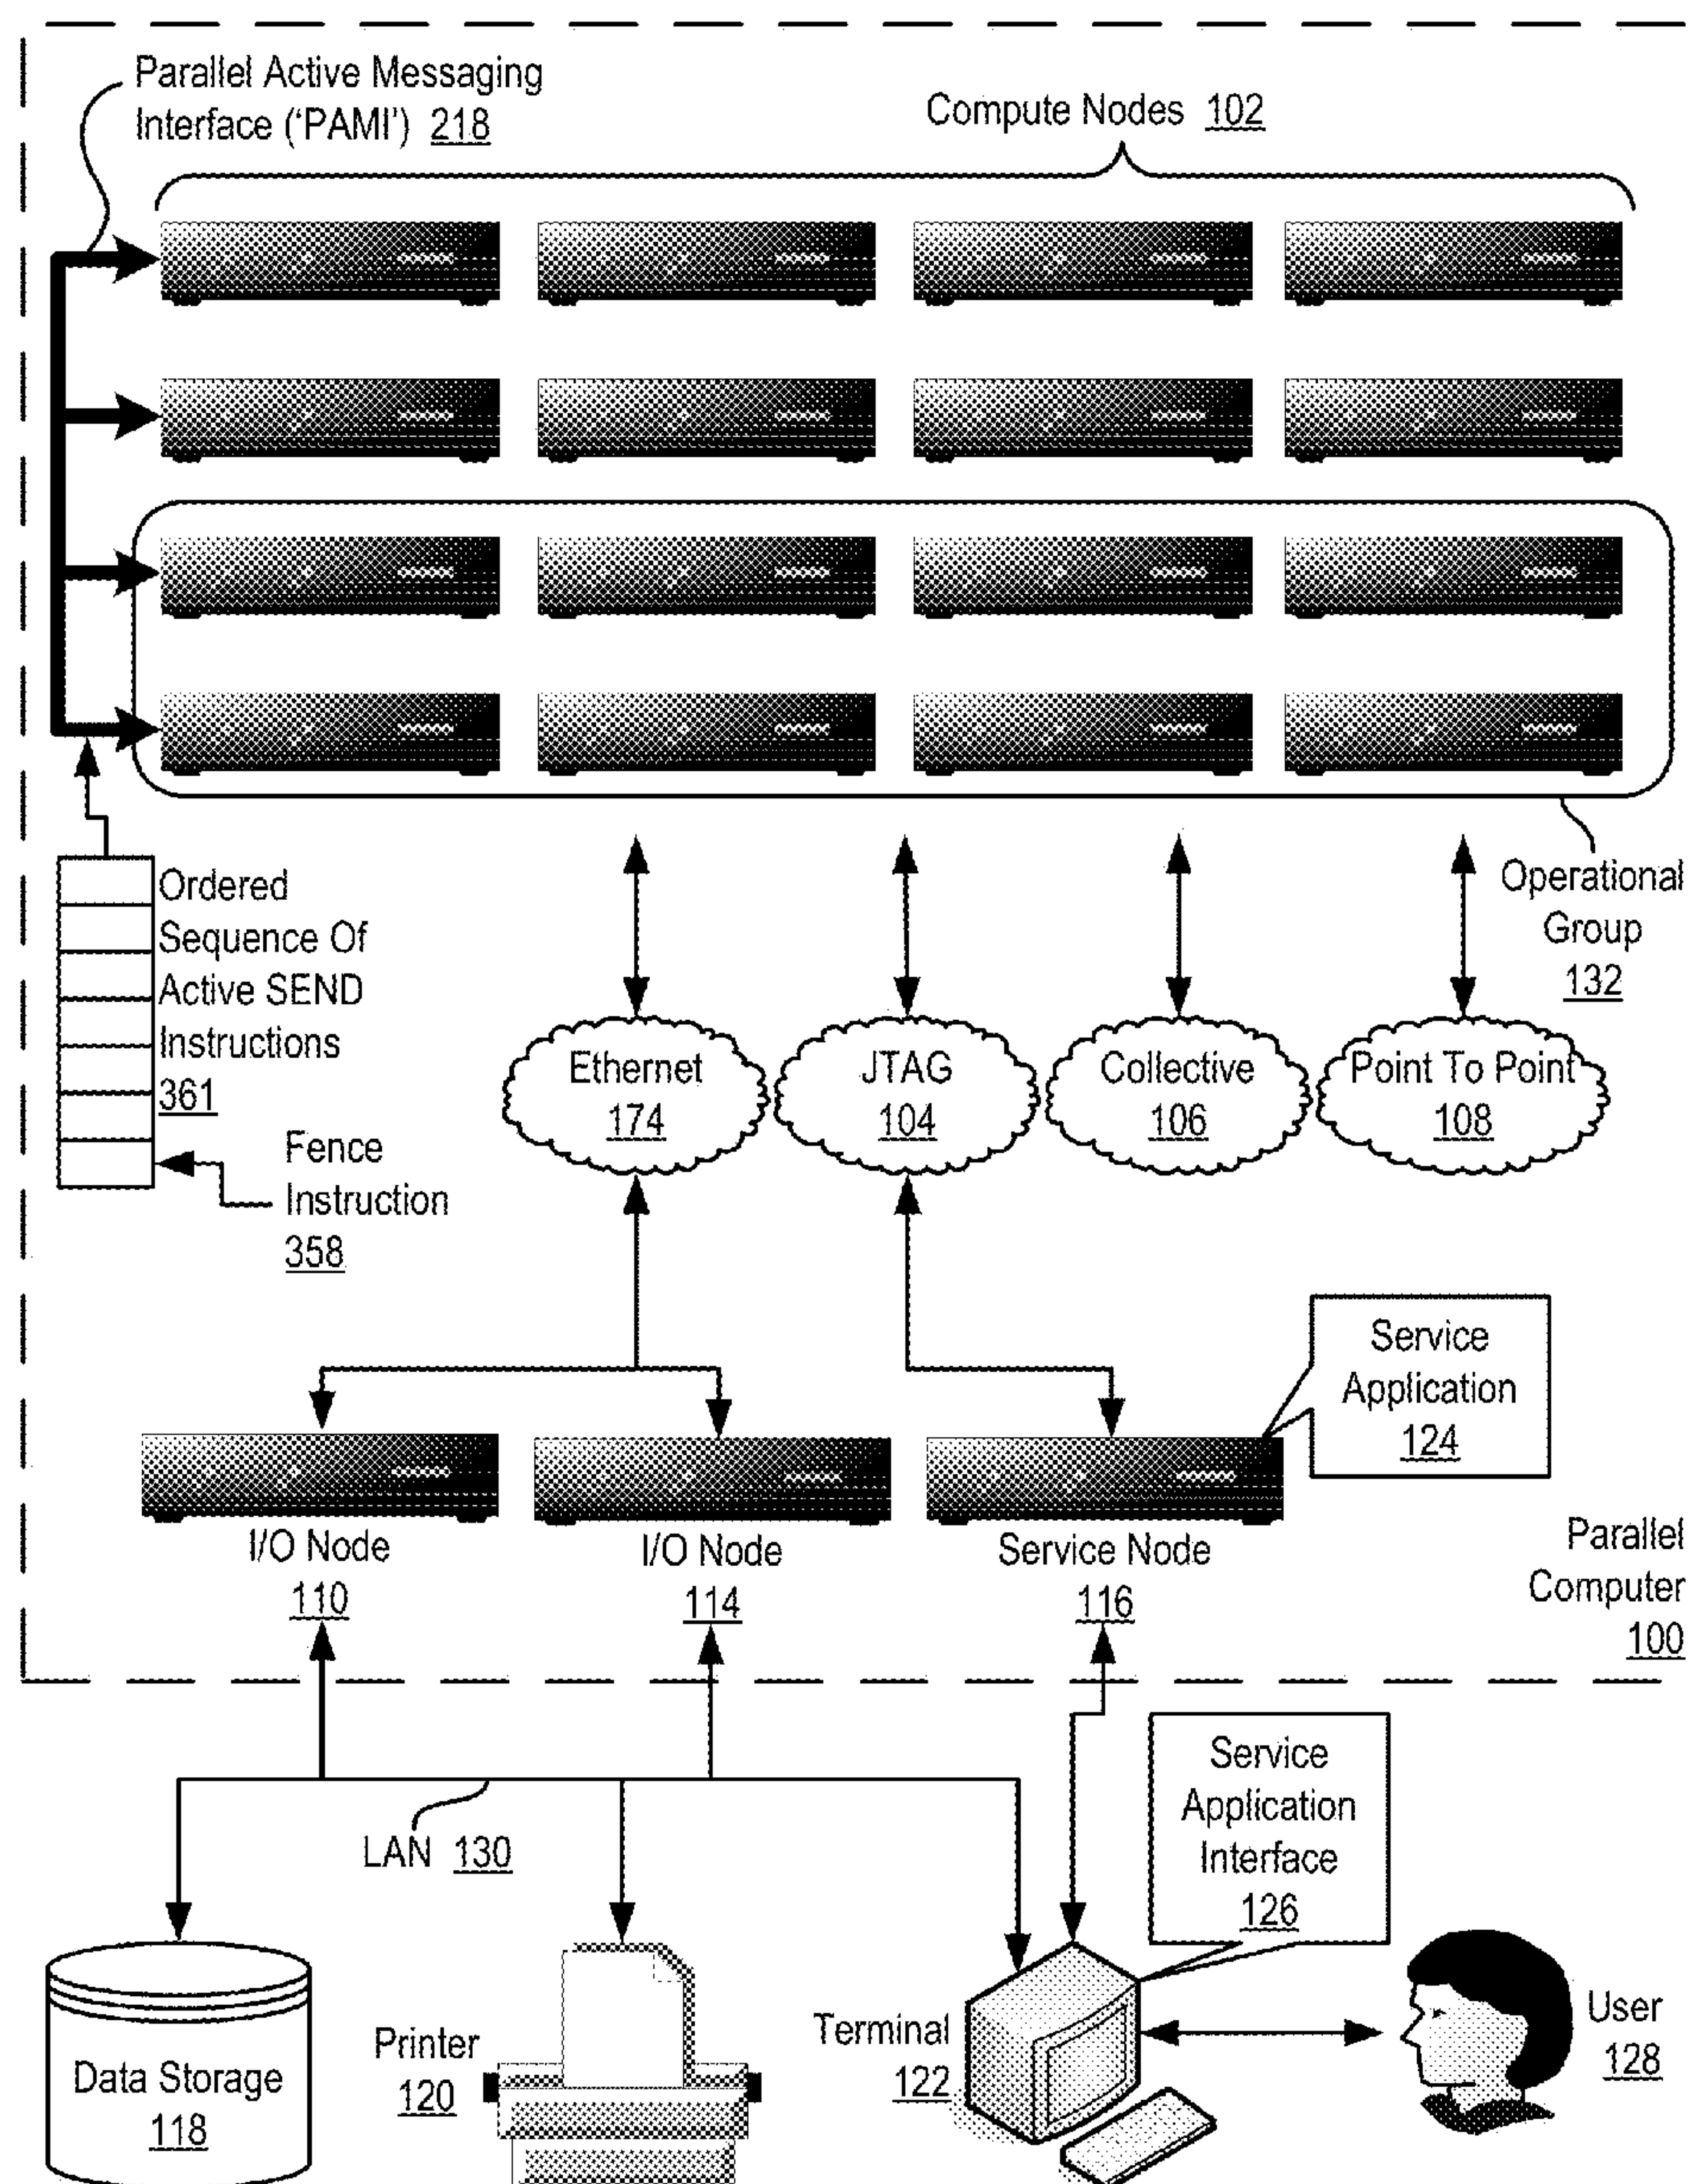 Parallel Active Messaging
Interface (‘PAMI’) 218
Compute Nodes 102
Ordered
Sequence Of
Active SEND
Instructions
361
Fence
Instruction
358
Operational
Group
132
Ethernet
174
JTAG
104
Collective
106
Point To Point
108
Service
Application
124
I/O Node
110
I/O Node
114
Service Node
116
Parallel
Computer
100
LAN 130
Service
Application
Interface
126
Data Storage
118
Printer
120
Terminal
122
User
128